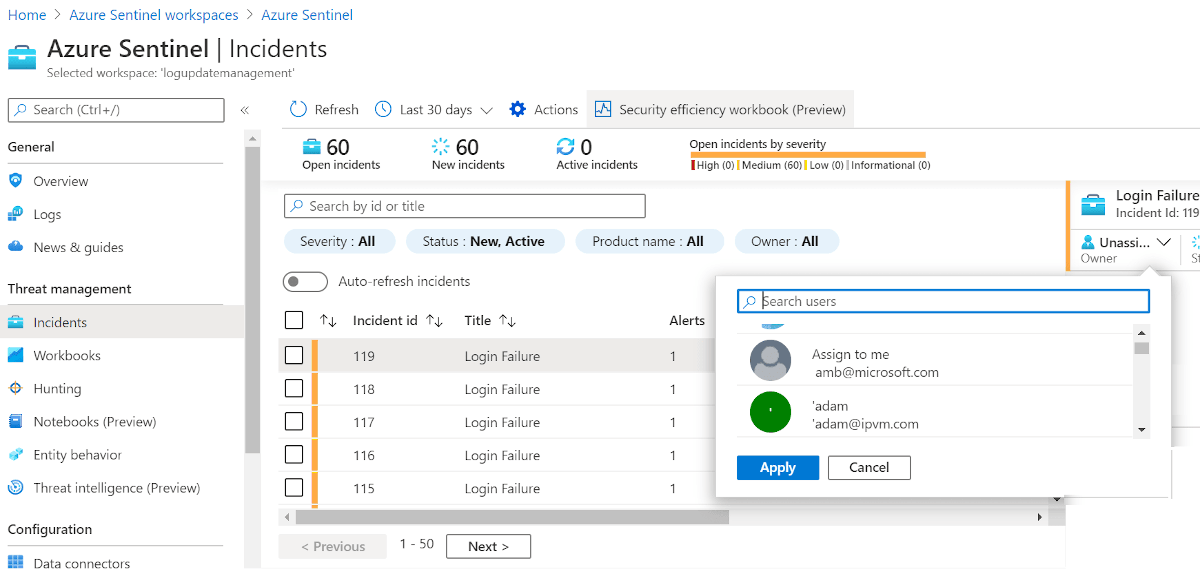 Home > Azure Sentinel workspaces > Azure Sentinel
Azure Sentinel | Incidents
Selected workspace: 'logupdatemanagement'
Search (Ctrl+/)
«
General
Overview
Logs
News & guides
Threat management
Incidents
Workbooks
Hunting
Notebooks (Preview)
Entity behavior
Threat intelligence (Preview)
Configuration
Data connectors
Refresh
Last 30 days
Actions
Security efficiency workbook (Preview)
60
Open incidents
60
New incidents
0
Active incidents
Open incidents by severity
High (0) Medium (60) Low (0) Informational (0)
Search by id or title
Severity : All
Status : New, Active
Product name : All
Owner : All
Auto-refresh incidents
Incident id Title Alerts
119 Login Failure 1
118 Login Failure 1
117 Login Failure 1
116 Login Failure 1
115 Login Failure 1
< Previous 1 - 50 Next >
Login Failure
Incident Id: 119
Unassi...
Owner
St
Search users
Assign to me
amb@microsoft.com
'
'adam
'adam@ipvm.com
Apply Cancel